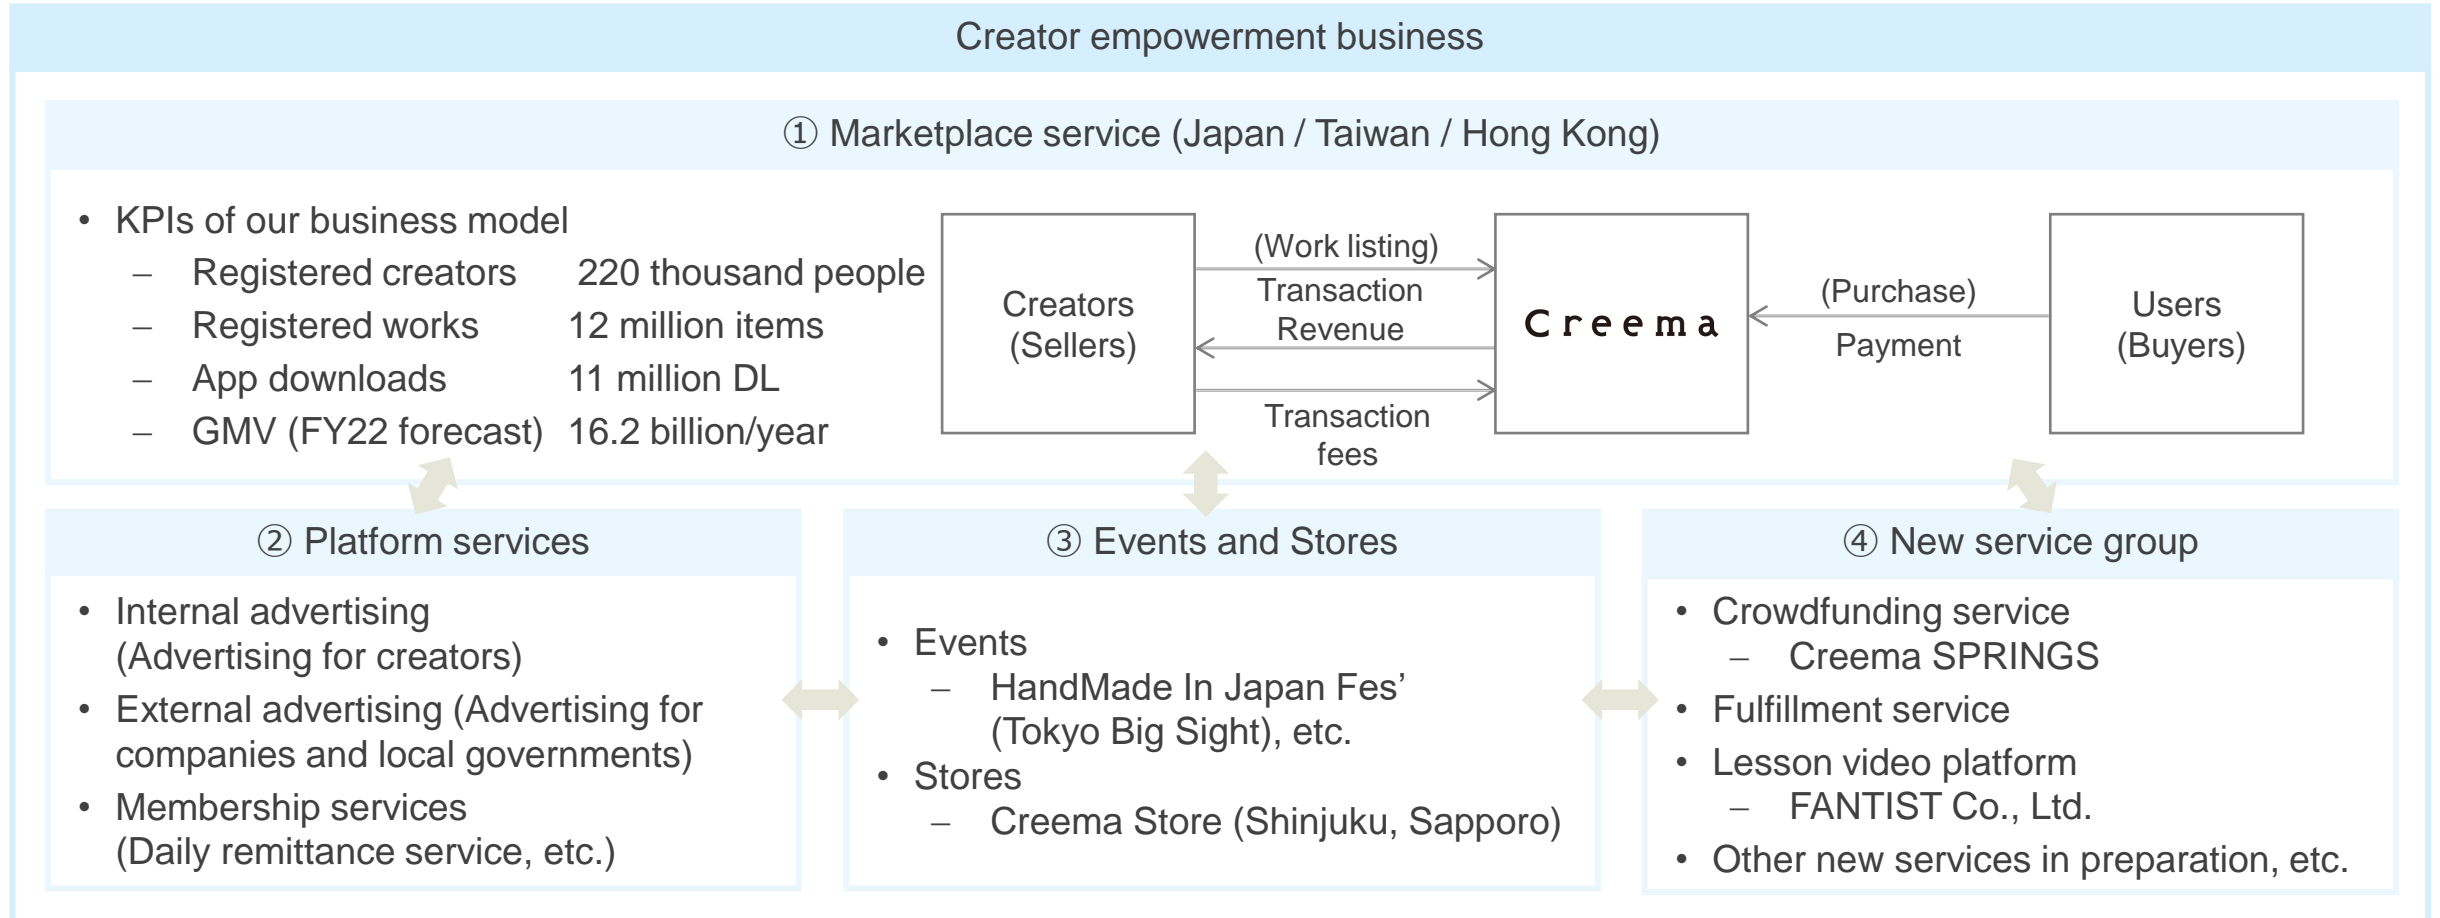 Creator empowerment business
① Marketplace service (Japan / Taiwan / Hong Kong)
• KPIs of our business model
– Registered creators 220 thousand people
– Registered works 12 million items
– App downloads 11 million DL
– GMV (FY22 forecast) 16.2 billion/year
Creators
(Sellers)
(Work listing)
Transaction
Revenue
Transaction
fees
Creema
(Purchase)
Payment
Users
(Buyers)
② Platform services
• Internal advertising
(Advertising for creators)
• External advertising (Advertising for
companies and local governments)
• Membership services
(Daily remittance service, etc.)
③ Events and Stores
• Events
– HandMade In Japan Fes’
(Tokyo Big Sight), etc.
• Stores
– Creema Store (Shinjuku, Sapporo)
④ New service group
• Crowdfunding service
– Creema SPRINGS
• Fulfillment service
• Lesson video platform
– FANTIST Co., Ltd.
• Other new services in preparation, etc.